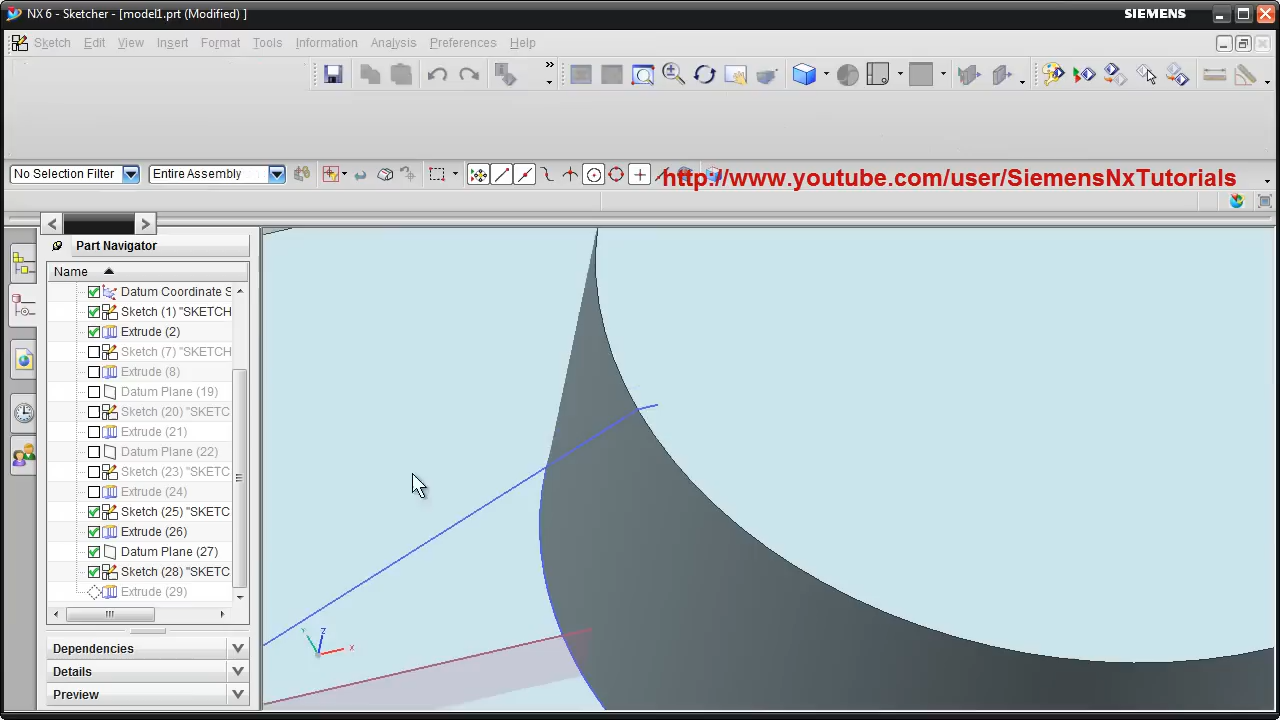 NX 6 - Sketcher - [model1.prt (Modified) ]
SIEMENS
Sketch Edit View Insert Format Tools Information Analysis Preferences Help
No Selection Filter Entire Assembly
http://www.youtube.com/user/SiemensNxTutorials
Part Navigator
Name
Datum Coordinate S
Sketch (1) "SKETCH
Extrude (2)
Sketch (7) "SKETCH
Extrude (8)
Datum Plane (19)
Sketch (20) "SKETC
Extrude (21)
Datum Plane (22)
Sketch (23) "SKETC
Extrude (24)
Sketch (25) "SKETC
Extrude (26)
Datum Plane (27)
Sketch (28) "SKETC
Extrude (29)
Y Z X
Dependencies
Details
Preview